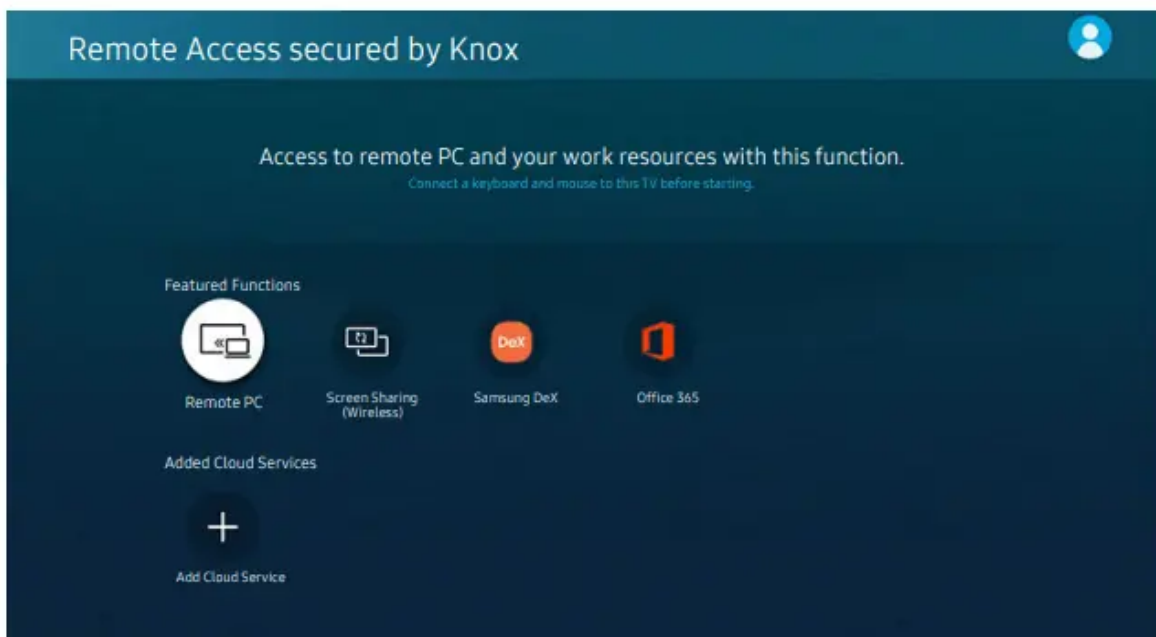 Remote Access secured by Knox
Access to remote PC and your work resources with this function.
Connect a keyboard and mouse to this TV before starting.
Featured Functions
Remote PC
Screen Sharing
(Wireless)
DeX
Samsung DeX
Office 365
Added Cloud Services
Add Cloud Service